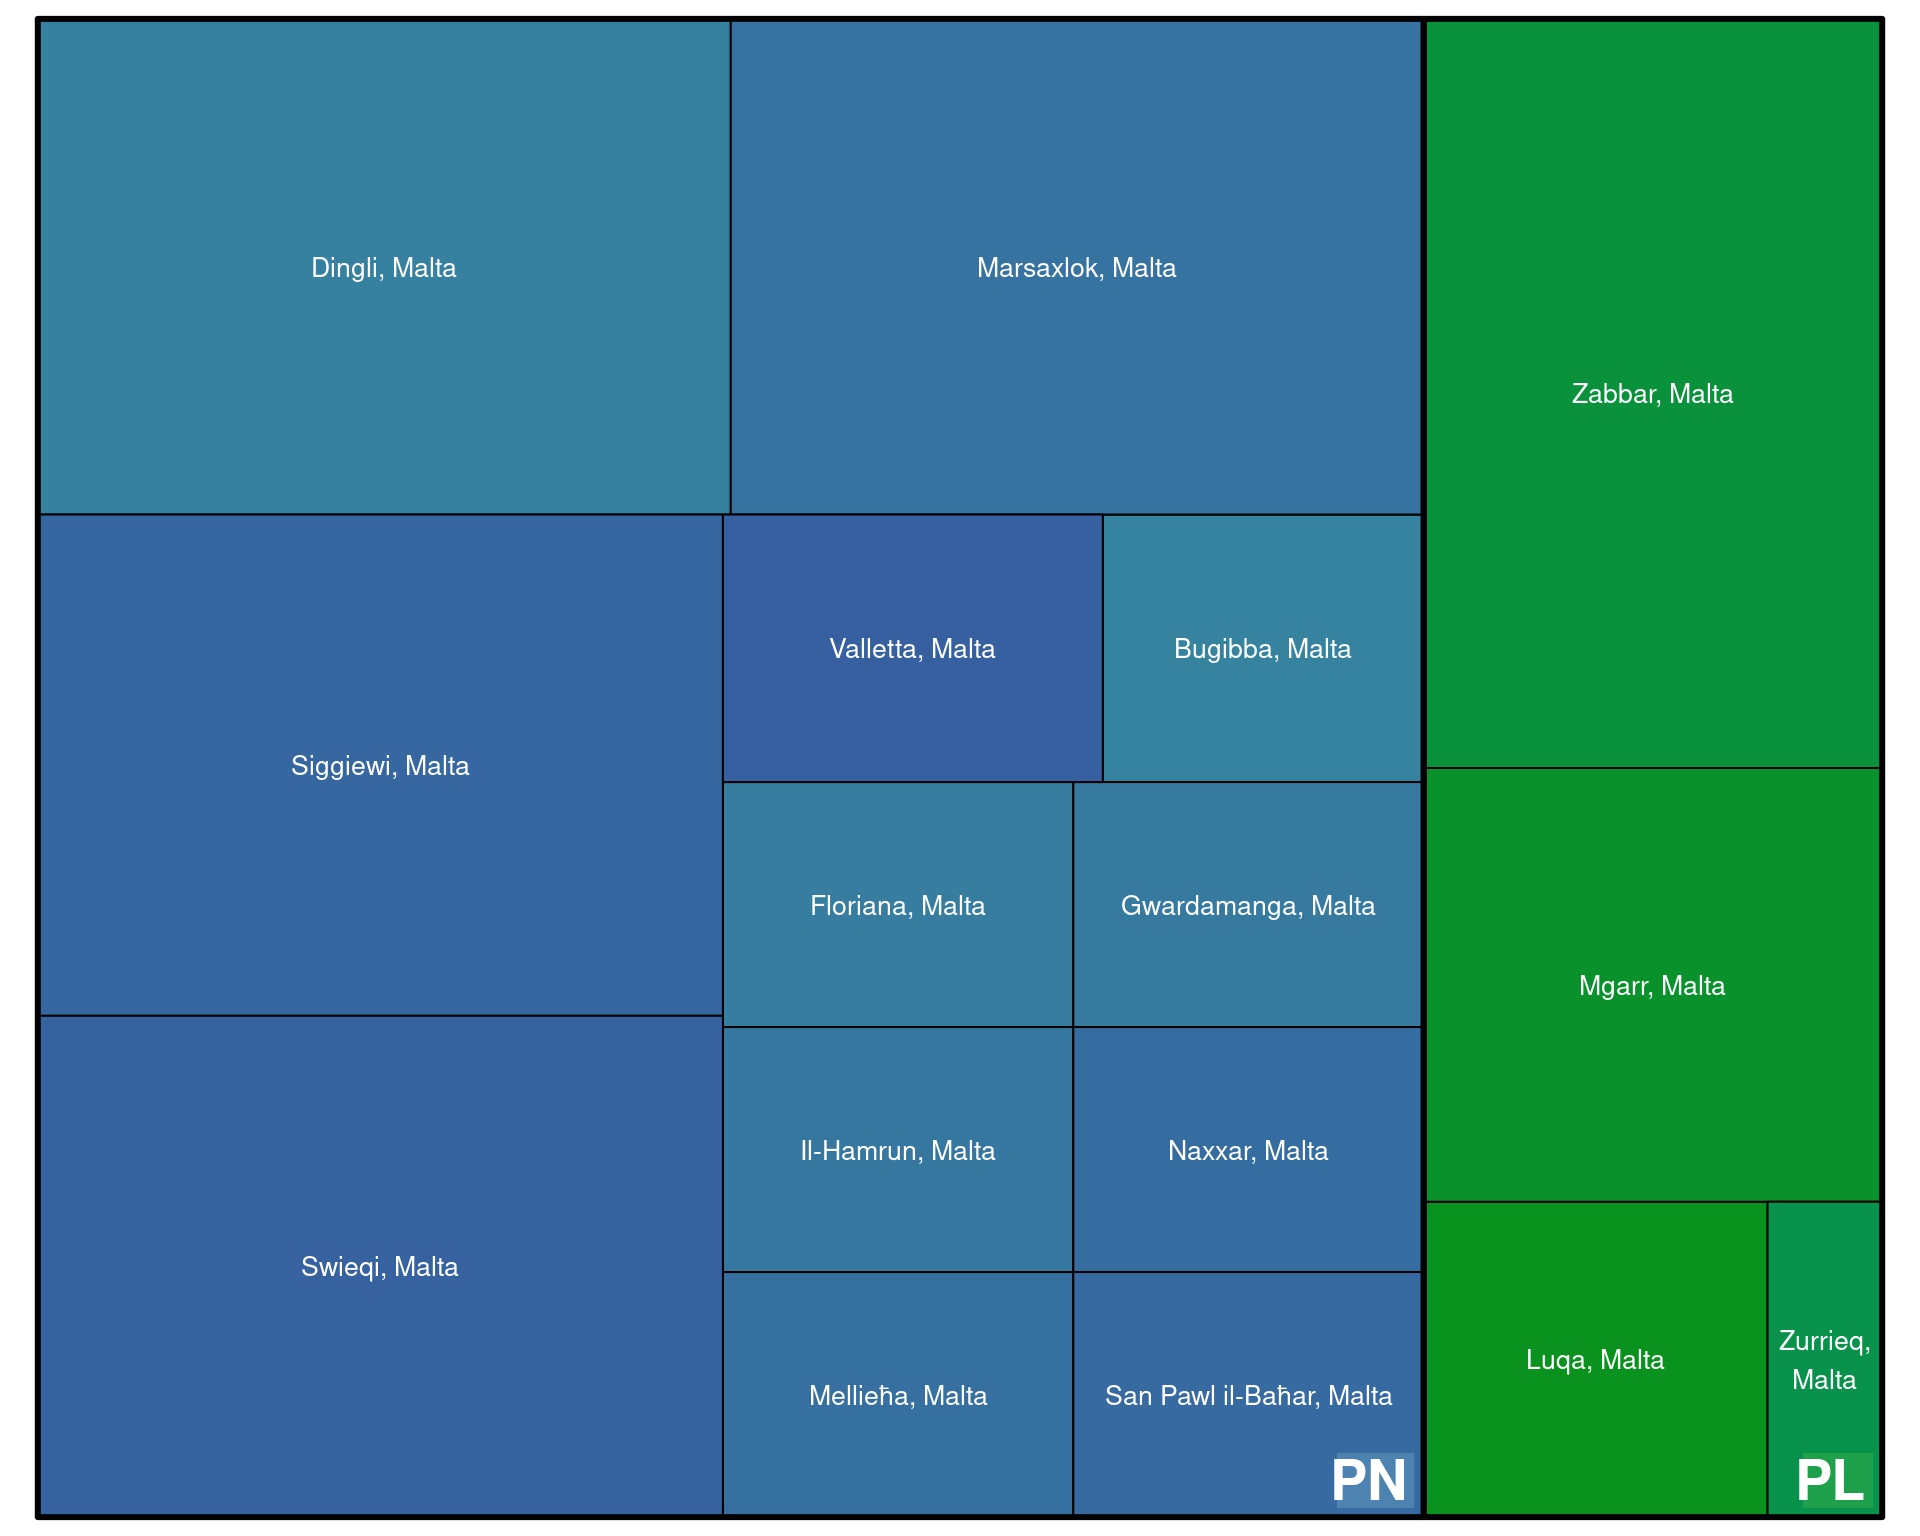 Dingli, Malta
Marsaxlok, Malta
Zabbar, Malta
Siggiewi, Malta
Valletta, Malta
Bugibba, Malta
Floriana, Malta
Gwardamanga, Malta
Mgarr, Malta
Il-Hamrun, Malta
Naxxar, Malta
Swieqi, Malta
Mellieħa, Malta
San Pawl il-Baħar, Malta
Luqa, Malta
Zurrieq,
Malta
PN
PL